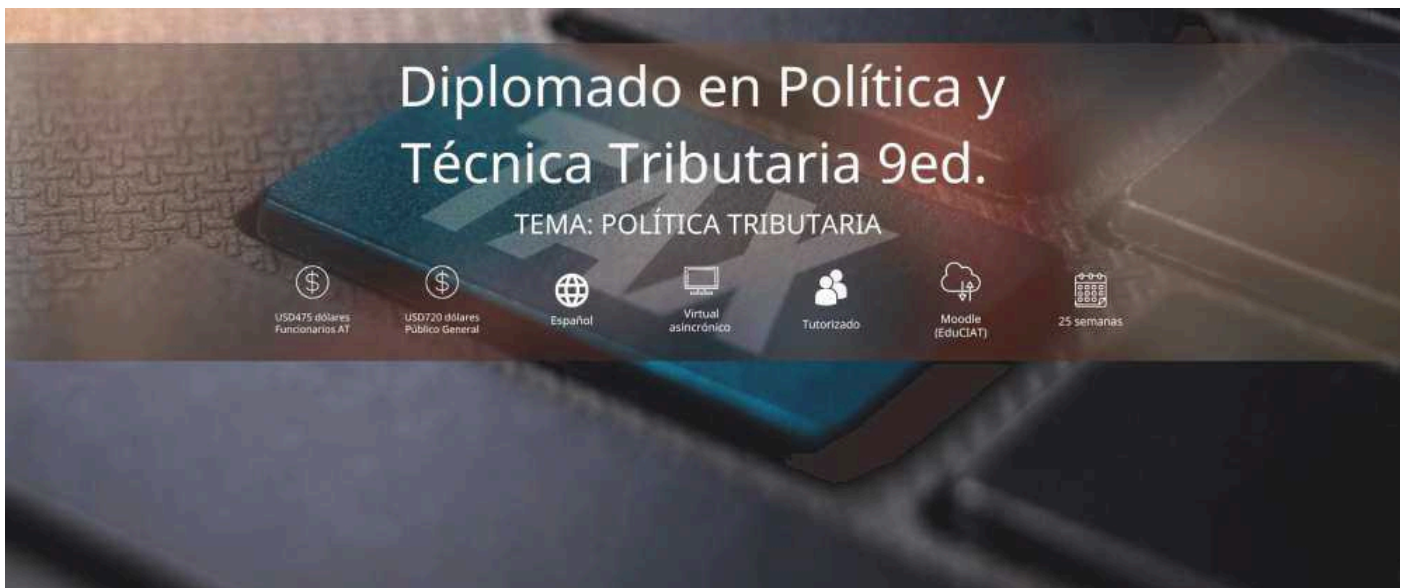 Diplomado en Política y
Técnica Tributaria 9ed.
TEMA: POLÍTICA TRIBUTARIA
TAX
USD475 dólares
Funcionarios AT
USD720 dólares
Público General
Español
Virtual
asincrónico
Tutorizado
Moodle
(EduCIAT)
25 semanas